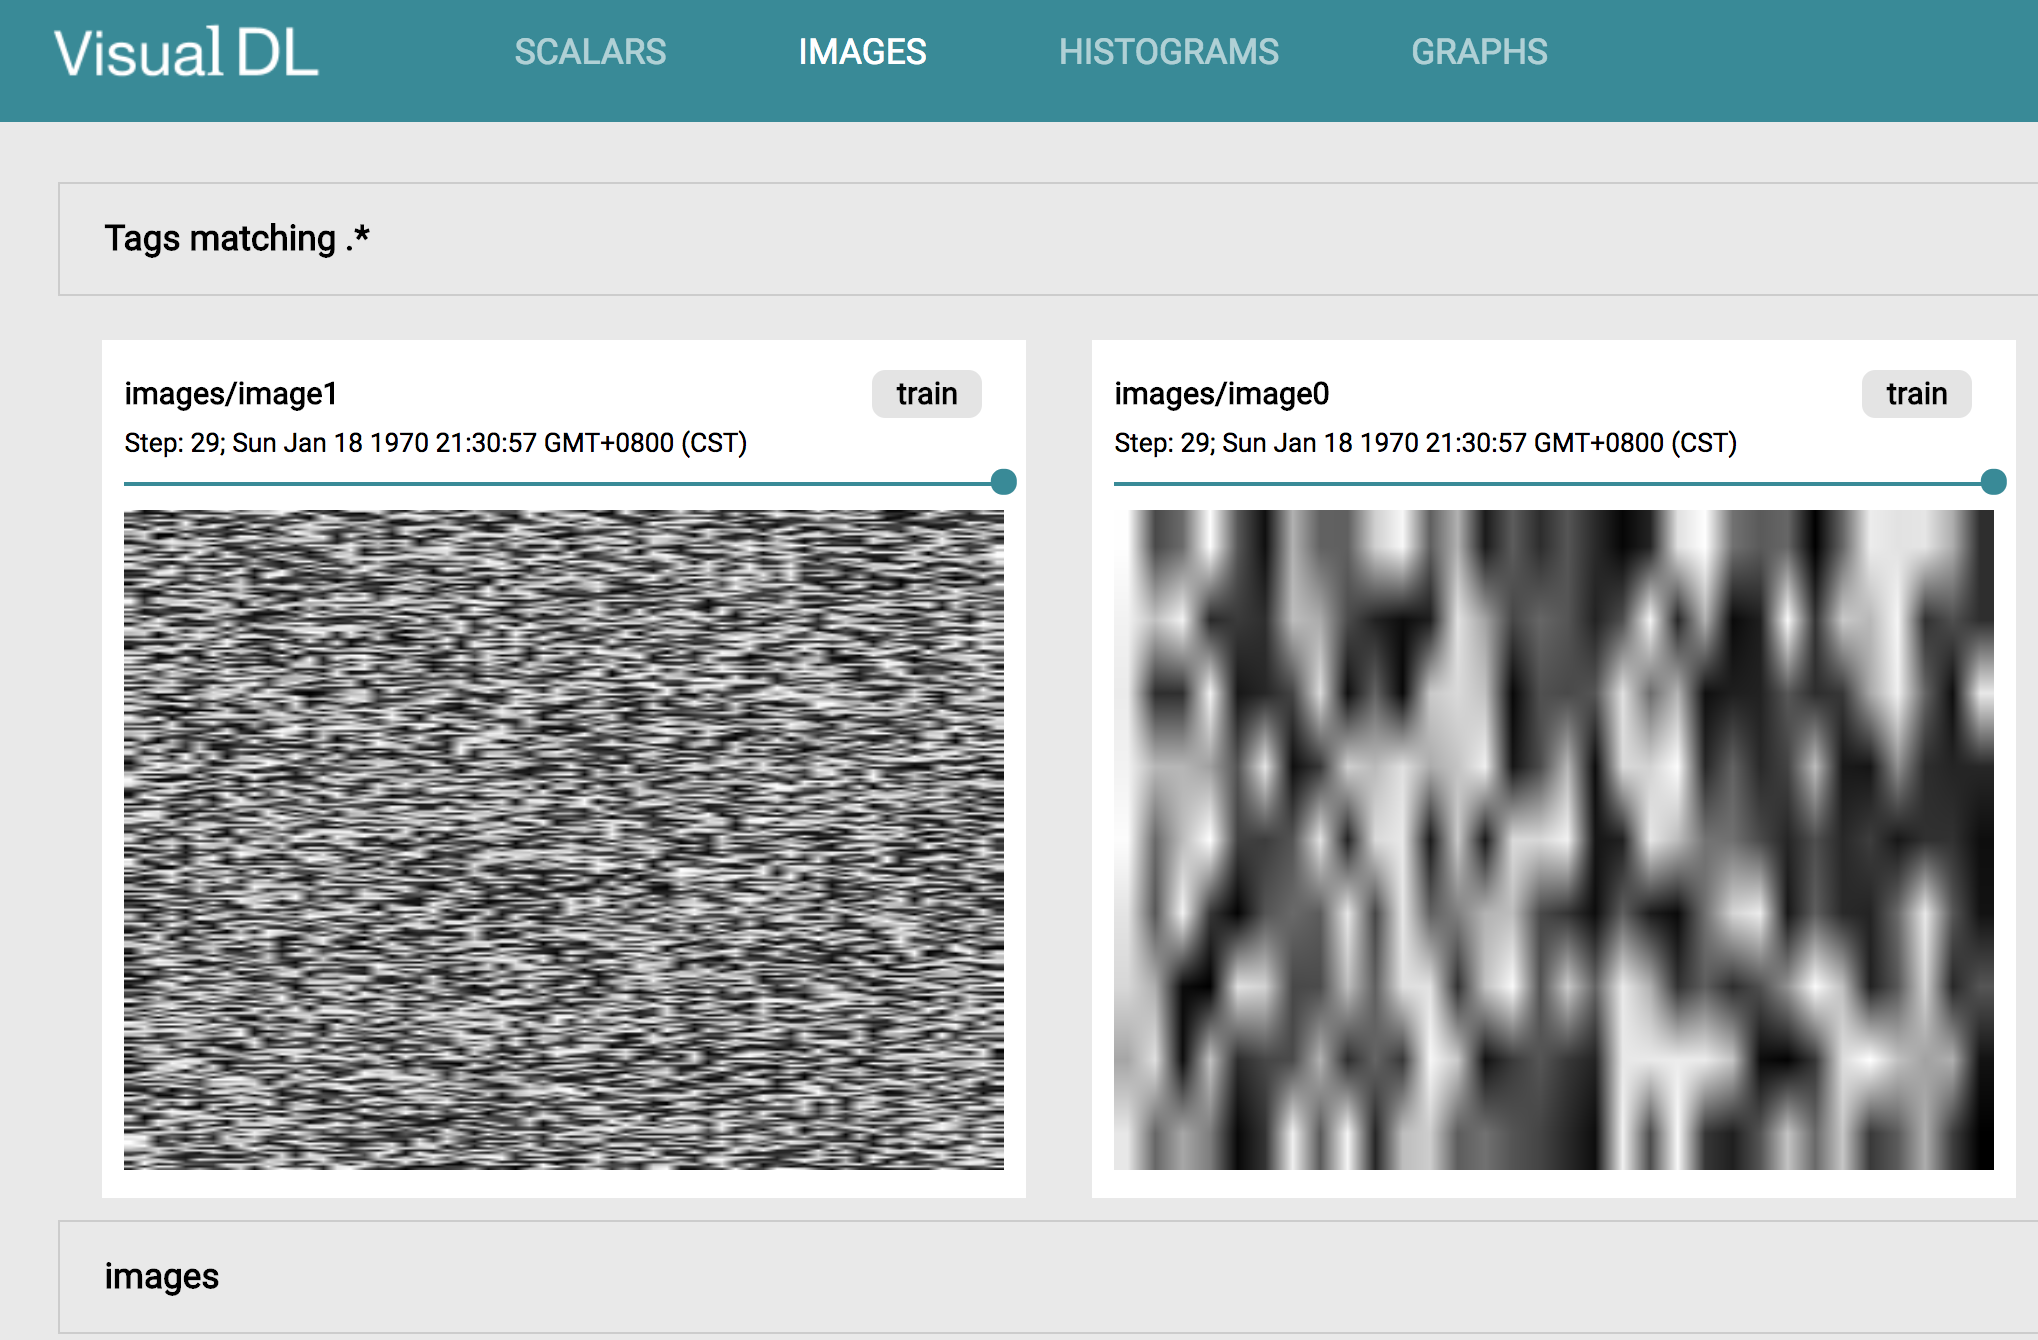 Visual DL SCALARS IMAGES HISTOGRAMS GRAPHS
Tags matching .*
images/image1 train
Step: 29; Sun Jan 18 1970 21:30:57 GMT+0800 (CST)
images/image0 train
Step: 29; Sun Jan 18 1970 21:30:57 GMT+0800 (CST)
images